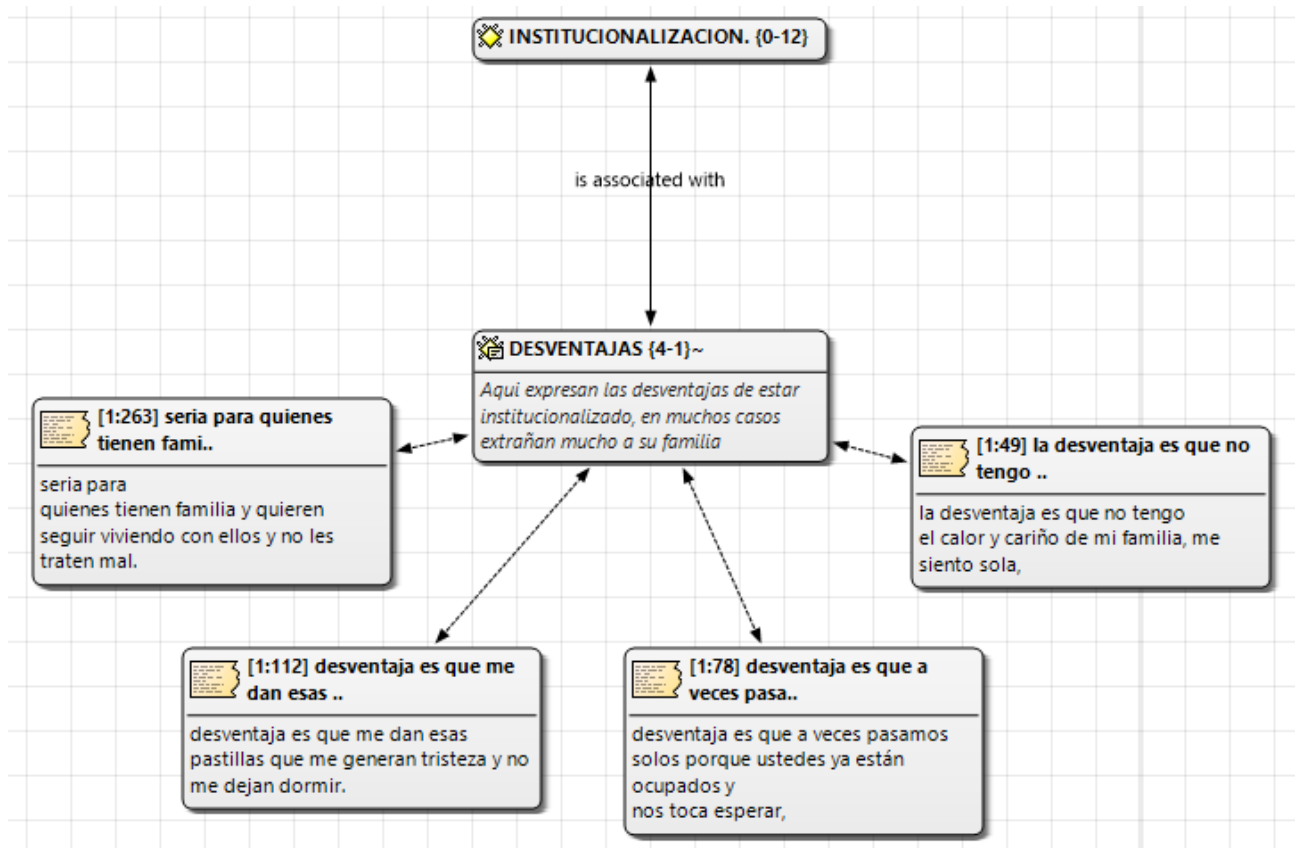 INSTITUCIONALIZACION. {0-12}
is associated with
DESVENTAJAS {4-1}~
Aqui expresan las desventajas de estar
institucionalizado, en muchos casos
extrañan mucho a su familia
[1:263] seria para quienes
tienen fami..
seria para
quienes tienen familia y quieren
seguir viviendo con ellos y no les
traten mal.
[1:49] la desventaja es que no
tengo ..
la desventaja es que no tengo
el calor y cariño de mi familia, me
siento sola,
[1:112] desventaja es que me
dan esas ..
desventaja es que me dan esas
pastillas que me generan tristeza y no
me dejan dormir.
[1:78] desventaja es que a
veces pasa..
desventaja es que a veces pasamos
solos porque ustedes ya están
ocupados y
nos toca esperar,